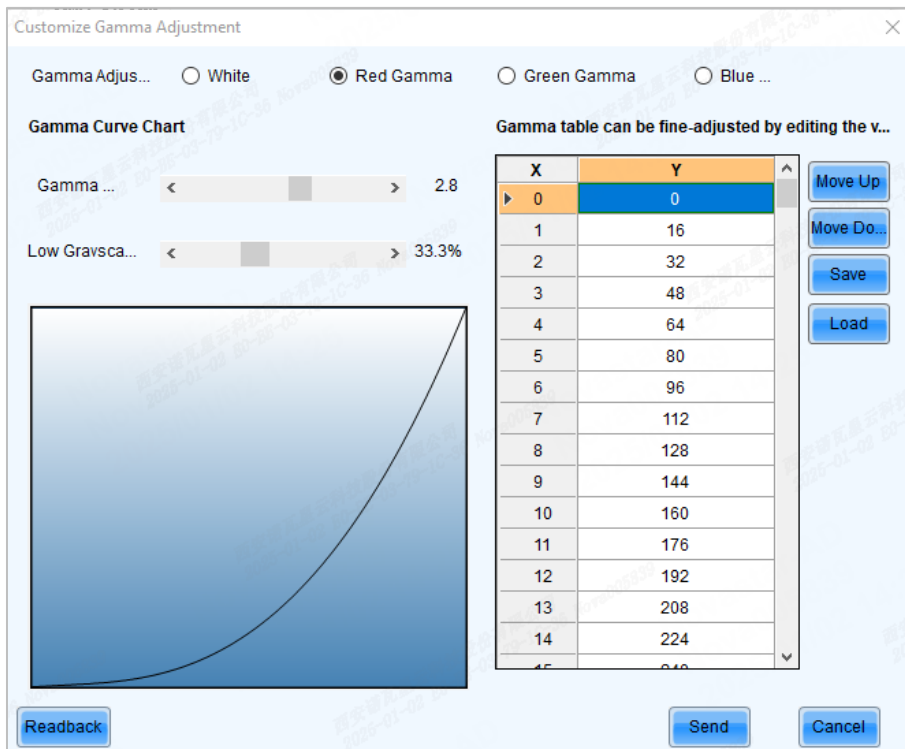 Customize Gamma Adjustment
Gamma Adjus... White Red Gamma Green Gamma Blue ...
Gamma Curve Chart
Gamma table can be fine-adjusted by editing the v...
Gamma ... 2.8
Low Graysca... 33.3%
X Y
0 0
1 16
2 32
3 48
4 64
5 80
6 96
7 112
8 128
9 144
10 160
11 176
12 192
13 208
14 224
15 240
Move Up
Move Do...
Save
Load
Readback
Send
Cancel